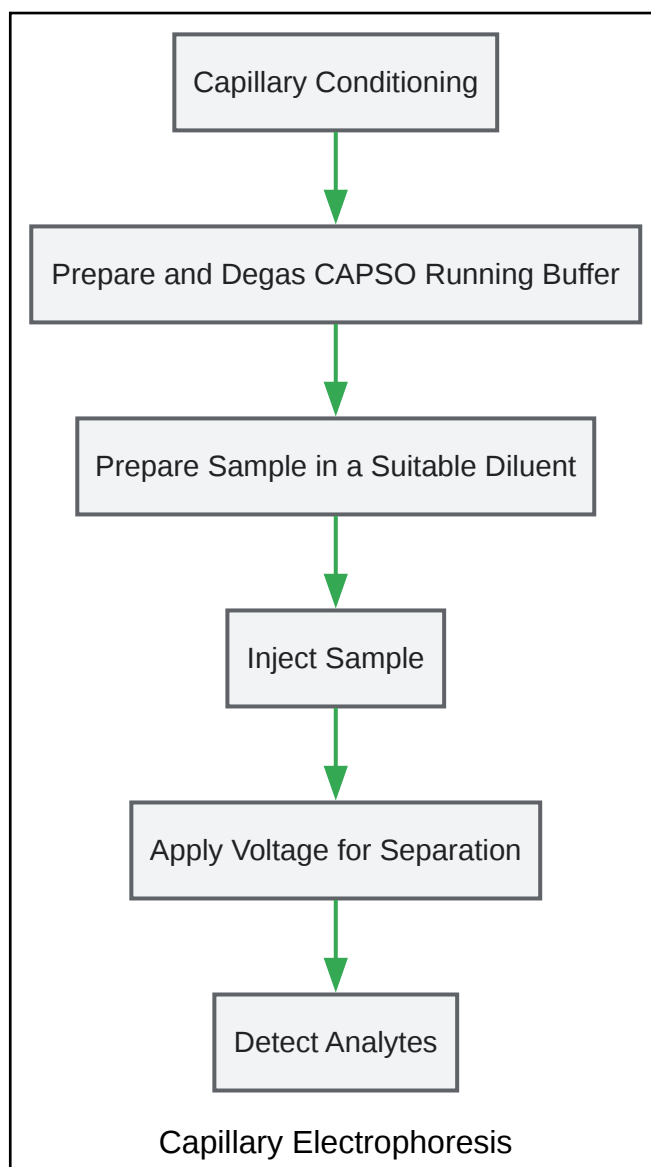 Capillary Conditioning
Prepare and Degas CAPSO Running Buffer
Prepare Sample in a Suitable Diluent
Inject Sample
Apply Voltage for Separation
Detect Analytes
Capillary Electrophoresis